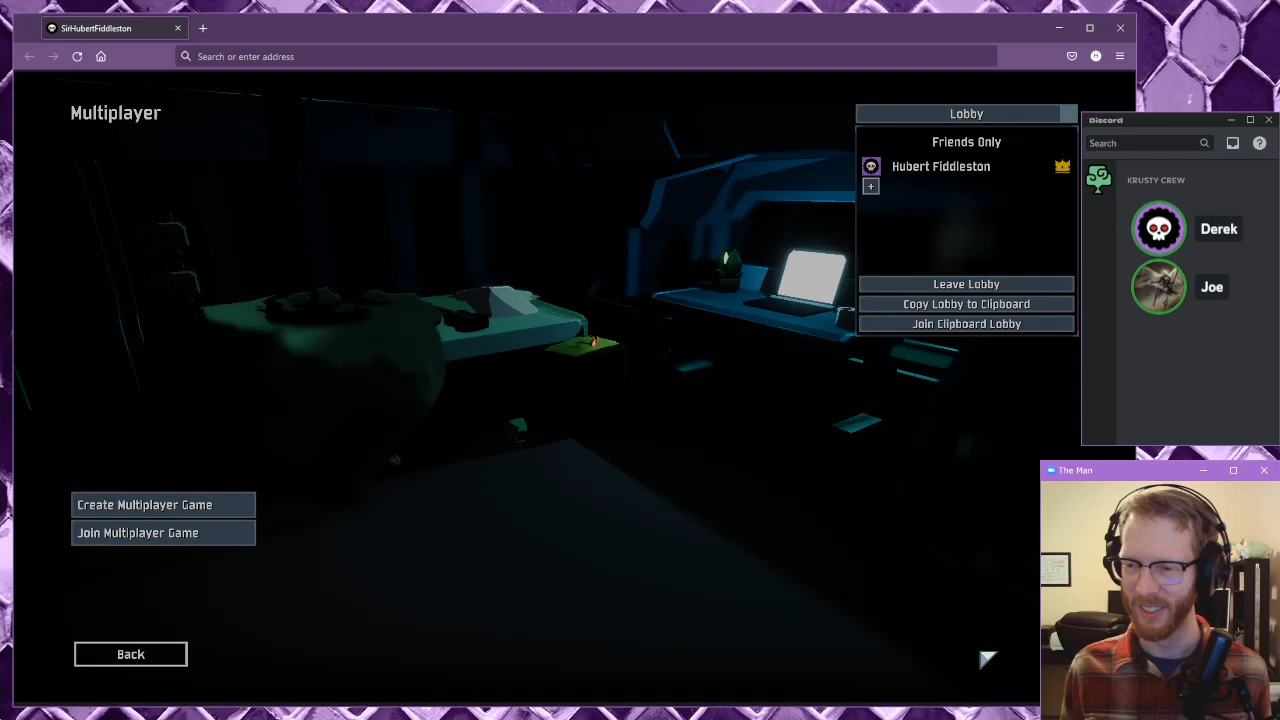 SirHubertFiddleston
Search or enter address
H
Multiplayer
Lobby
Friends Only
Hubert Fiddleston
+
Leave Lobby
Copy Lobby to Clipboard
Join Clipboard Lobby
Create Multiplayer Game
Join Multiplayer Game
Back
Discord
Search
KRUSTY CREW
Derek
Joe
The Man